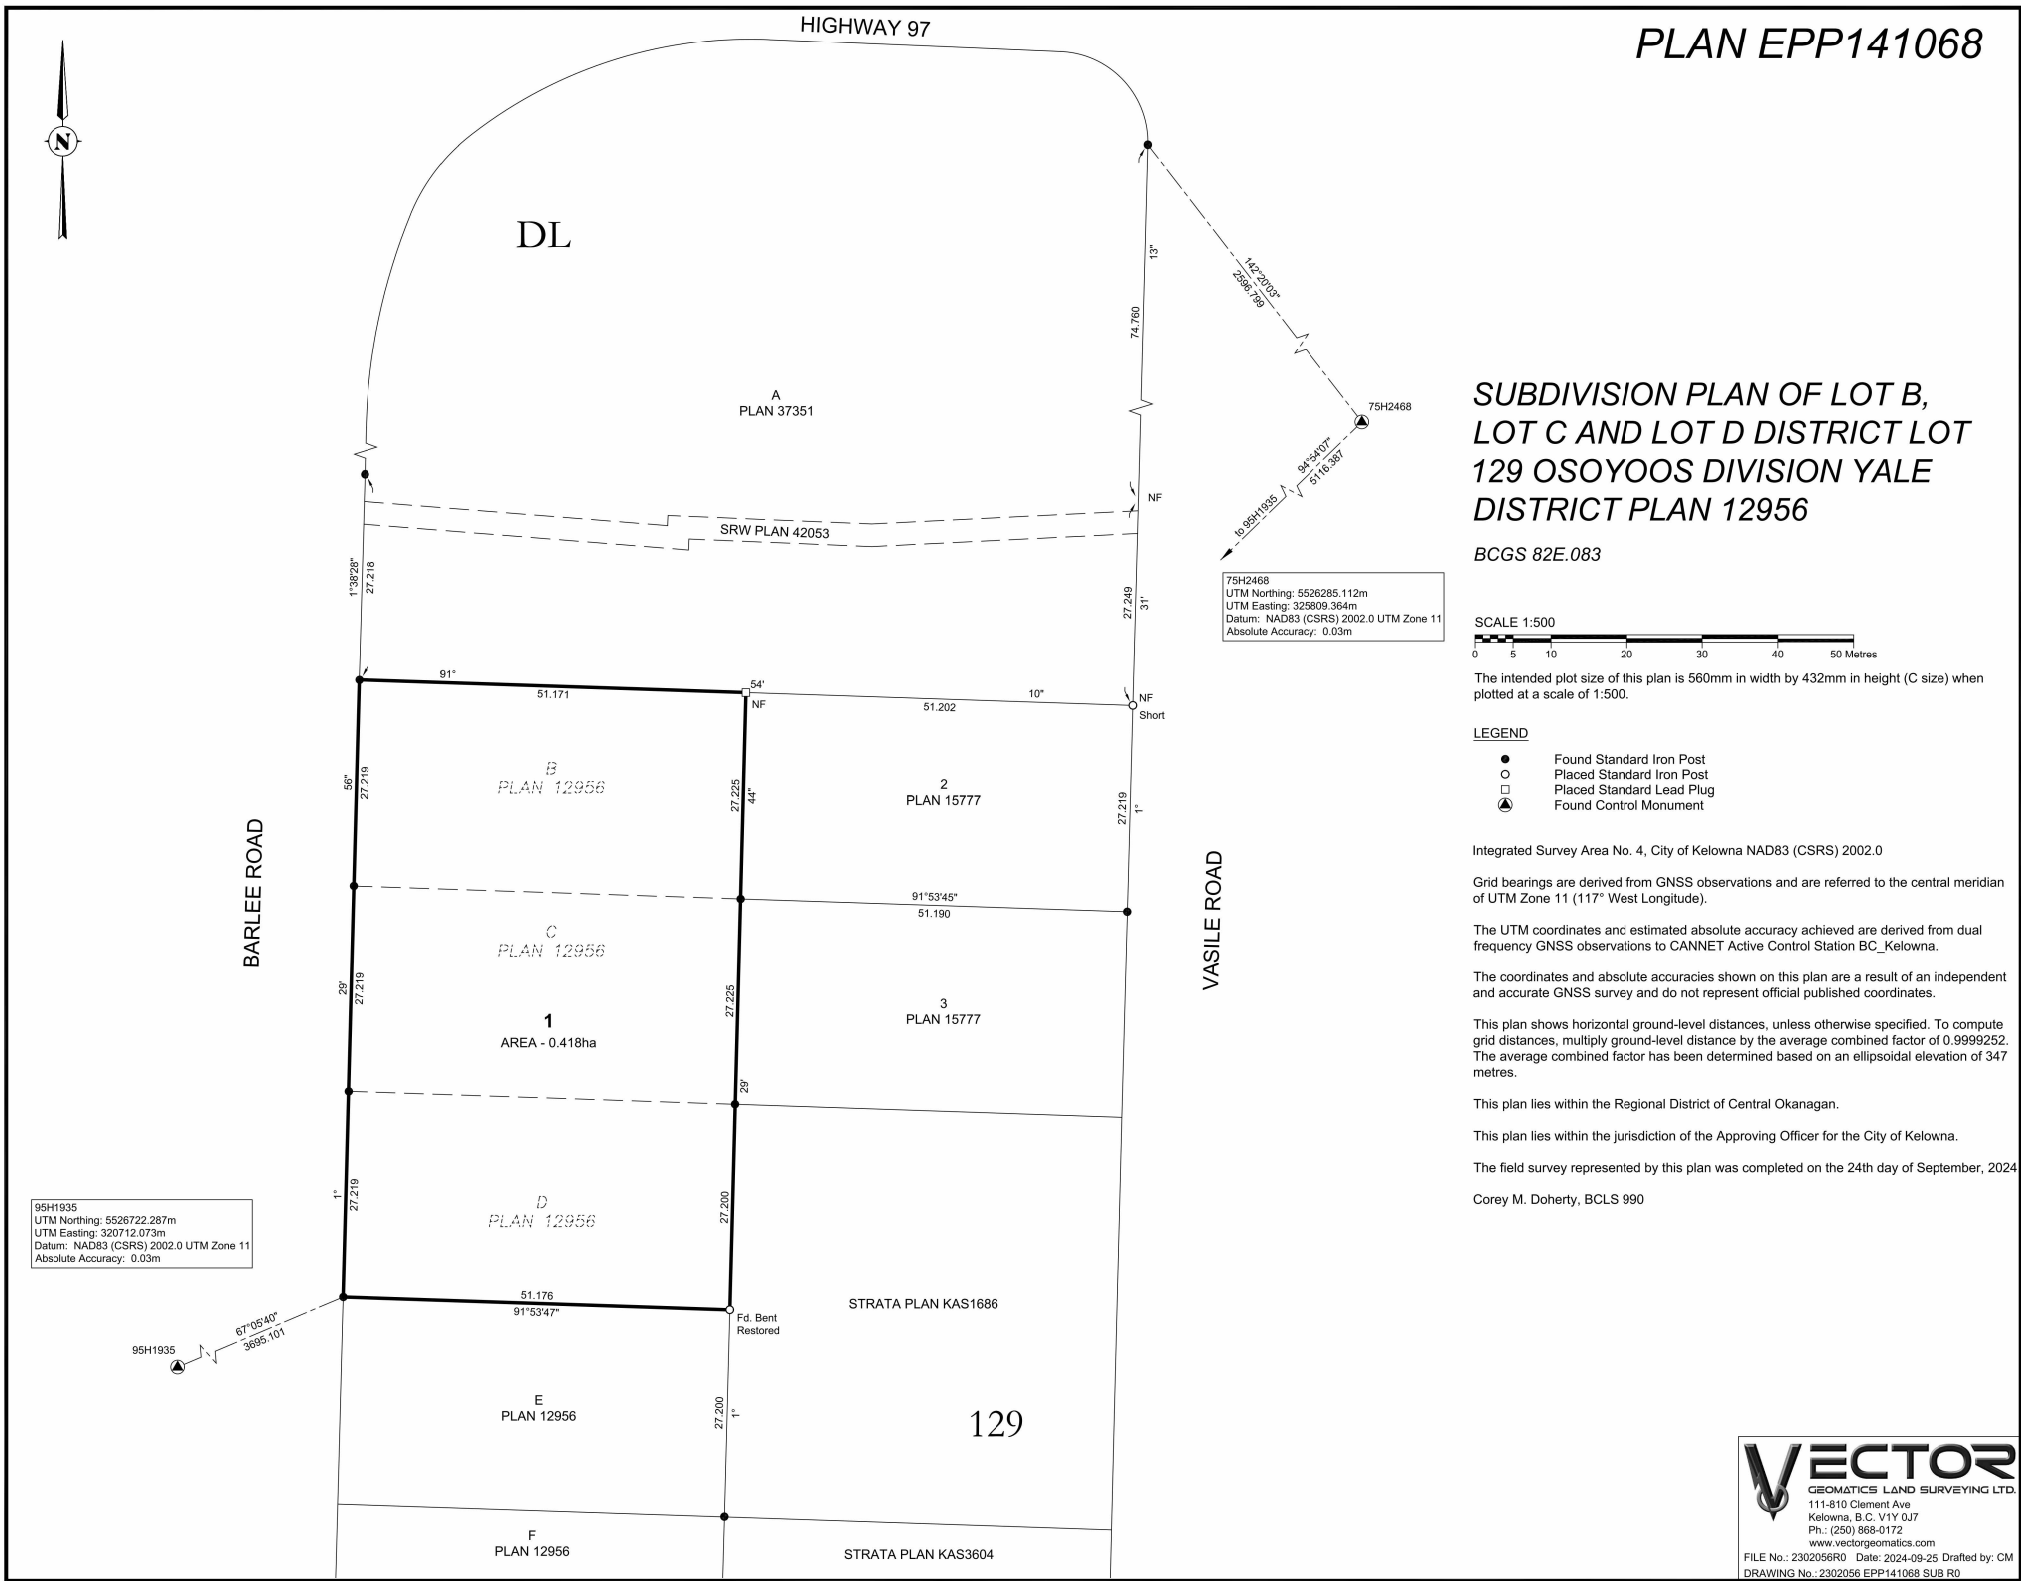 HIGHWAY 97
PLAN EPP141068
N
DL
13"
74.760
142°20'03"
2596.799
A
PLAN 37351
75H2468
94°54'07"
5116.387
to 95H1935
NF
SRW PLAN 42053
1°38'28"
27.218
27.249
31'
75H2468
UTM Northing: 5526285.112m
UTM Easting: 325809.364m
Datum: NAD83 (CSRS) 2002.0 UTM Zone 11
Absolute Accuracy: 0.03m
SUBDIVISION PLAN OF LOT B,
LOT C AND LOT D DISTRICT LOT
129 OSOYOOS DIVISION YALE
DISTRICT PLAN 12956
BCGS 82E.083
SCALE 1:500
0 5 10 20 30 40 50 Metres
The intended plot size of this plan is 560mm in width by 432mm in height (C size) when
plotted at a scale of 1:500.
LEGEND
Found Standard Iron Post
Placed Standard Iron Post
Placed Standard Lead Plug
Found Control Monument
Integrated Survey Area No. 4, City of Kelowna NAD83 (CSRS) 2002.0
Grid bearings are derived from GNSS observations and are referred to the central meridian
of UTM Zone 11 (117° West Longitude).
The UTM coordinates and estimated absolute accuracy achieved are derived from dual
frequency GNSS observations to CANNET Active Control Station BC_Kelowna.
The coordinates and absolute accuracies shown on this plan are a result of an independent
and accurate GNSS survey and do not represent official published coordinates.
This plan shows horizontal ground-level distances, unless otherwise specified. To compute
grid distances, multiply ground-level distance by the average combined factor of 0.9999252.
The average combined factor has been determined based on an ellipsoidal elevation of 347
metres.
This plan lies within the Regional District of Central Okanagan.
This plan lies within the jurisdiction of the Approving Officer for the City of Kelowna.
The field survey represented by this plan was completed on the 24th day of September, 2024
Corey M. Doherty, BCLS 990
91°
51.171
54'
NF
10"
51.202
NF
Short
56"
27.219
B
PLAN 12956
27.225
44"
2
PLAN 15777
27.219
1°
BARLEE ROAD
VASILE ROAD
91°53'45"
51.190
C
PLAN 12956
29'
27.219
27.225
1
AREA - 0.418ha
3
PLAN 15777
29'
1°
27.219
D
PLAN 12956
27.200
95H1935
UTM Northing: 5526722.287m
UTM Easting: 320712.073m
Datum: NAD83 (CSRS) 2002.0 UTM Zone 11
Absolute Accuracy: 0.03m
51.176
91°53'47"
Fd. Bent
Restored
STRATA PLAN KAS1686
67°05'40"
3695.101
95H1935
E
PLAN 12956
27.200
1°
129
F
PLAN 12956
STRATA PLAN KAS3604
VECTOR
GEOMATICS LAND SURVEYING LTD.
111-810 Clement Ave
Kelowna, B.C. V1Y 0J7
Ph.: (250) 868-0172
www.vectorgeomatics.com
FILE No.: 2302056R0 Date: 2024-09-25 Drafted by: CM
DRAWING No.: 2302056 EPP141068 SUB R0